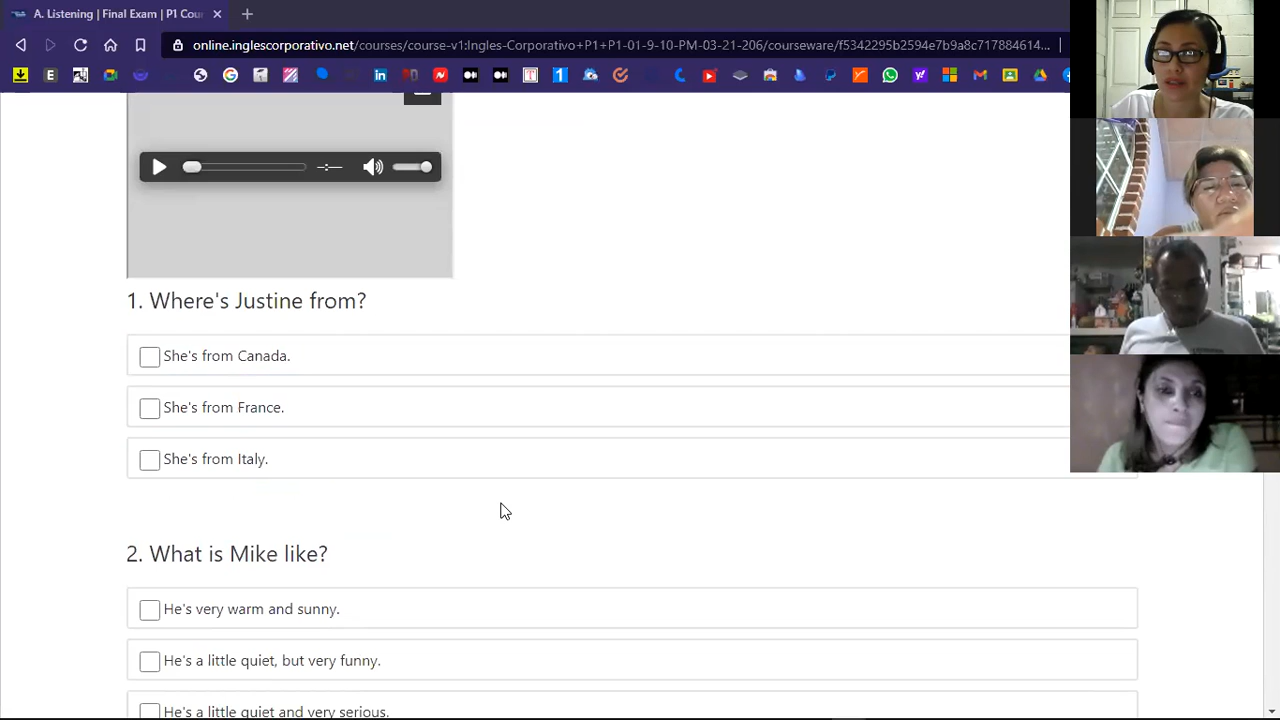 A. Listening | Final Exam | P1 Cou
online.inglescorporativo.net/courses/course-v1:Ingles-Corporativo+P1+P1-01-9-10-PM-03-21-206/courseware/f5342295b2594e7b9a8c717884614...
-:--
1. Where's Justine from?
She's from Canada.
She's from France.
She's from Italy.
2. What is Mike like?
He's very warm and sunny.
He's a little quiet, but very funny.
He's a little quiet and very serious.